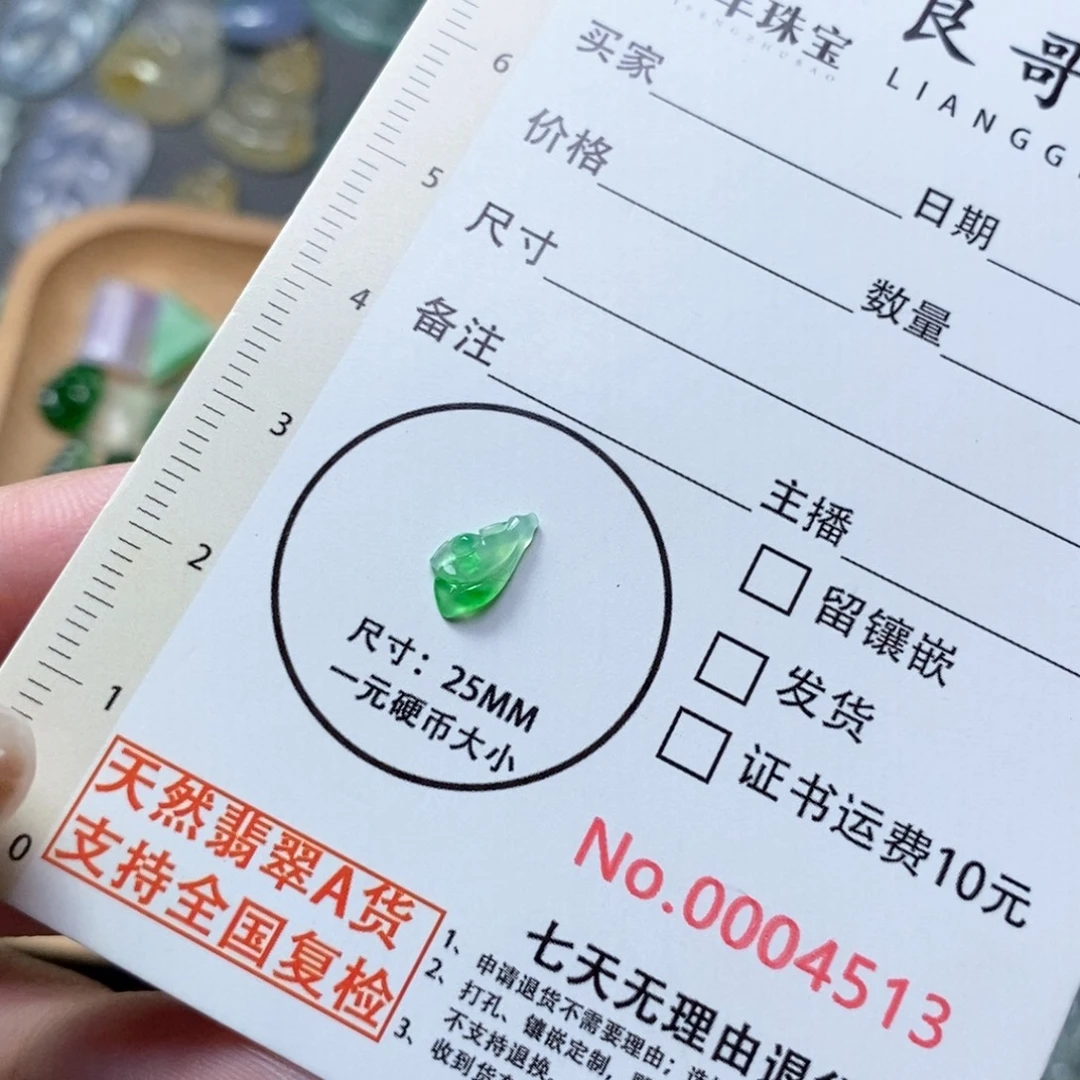 珠宝
良哥
LIANGG
买家
日期
价格
数量
尺寸
备注
主播
留镶嵌
发货
证书运费10元
6
5
4
3
2
1
0
尺寸：25MM
一元硬币大小
天然翡翠A货
支持全国复检
No.0004513
七天无理由退
1、申请退货不需要理由；
2、打孔、镶嵌定制，
不支持退换。
3、收到货